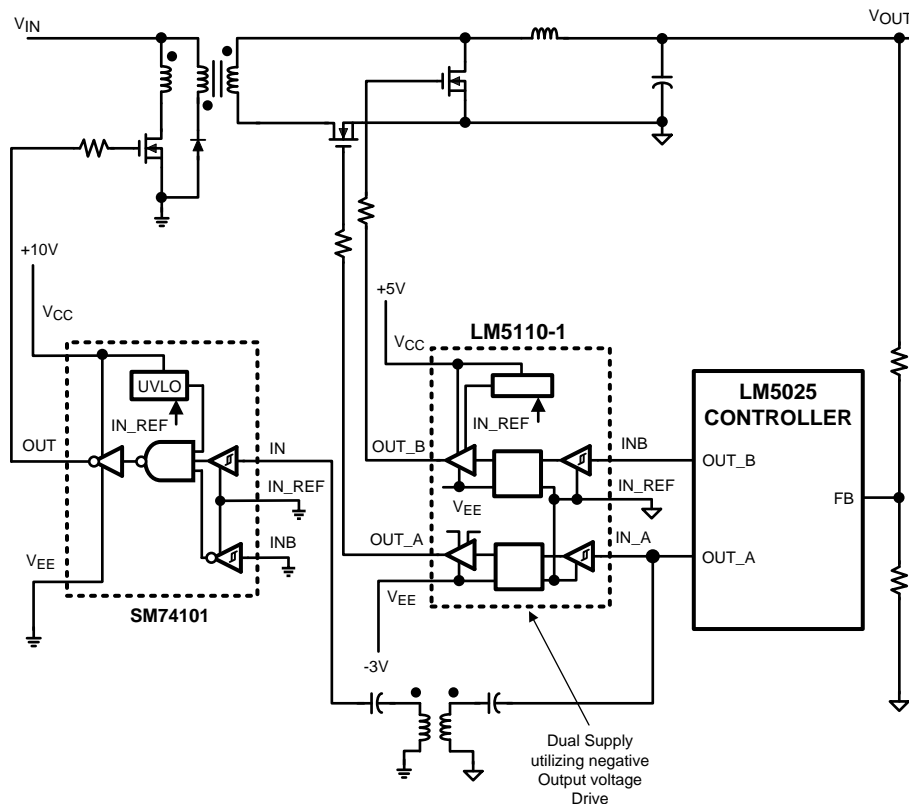 VIN
VOUT
+10V
VCC
UVLO
IN_REF
OUT
IN
IN_REF
INB
VEE
SM74101
+5V
LM5110-1
VCC
IN_REF
OUT_B
INB
IN_REF
VEE
OUT_A
IN_A
VEE
-3V
LM5025
CONTROLLER
OUT_B
FB
OUT_A
Dual Supply
utilizing negative
Output voltage
Drive